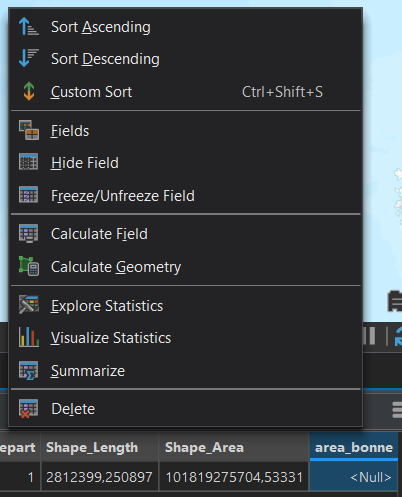 Sort Ascending
Sort Descending
Custom Sort Ctrl+Shift+S
Fields
Hide Field
Freeze/Unfreeze Field
Calculate Field
Calculate Geometry
Explore Statistics
Visualize Statistics
Summarize
Delete
epart Shape_Length Shape_Area area_bonne
1 2812399,250897 101819275704,53331 <Null>